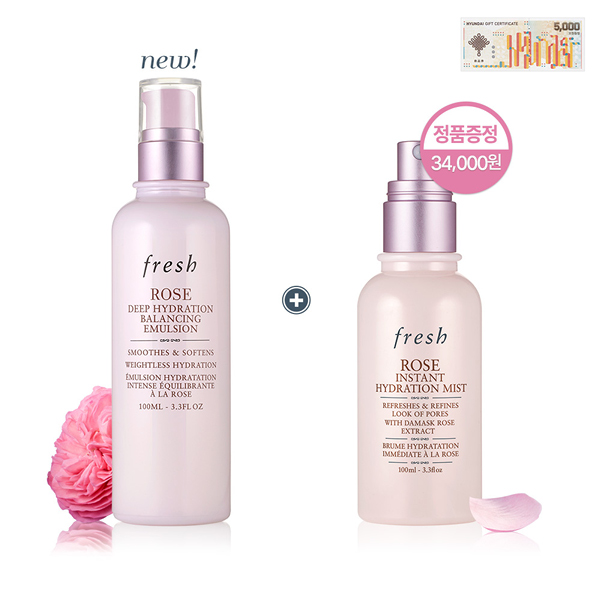 new!
HYUNDAI GIFT CERTIFICATE
5,000
정품증정
34,000원
fresh
ROSE
DEEP HYDRATION
BALANCING
EMULSION
SMOOTHES & SOFTENS
WEIGHTLESS HYDRATION
ÉMULSION HYDRATATION
INTENSE ÉQUILIBRANTE
À LA ROSE
100ML - 3.3FL OZ
fresh
ROSE
INSTANT
HYDRATION MIST
REFRESHES & REFINES
LOOK OF PORES
WITH DAMASK ROSE
EXTRACT
BRUME HYDRATATION
IMMÉDIATE À LA ROSE
100ml - 3.3floz